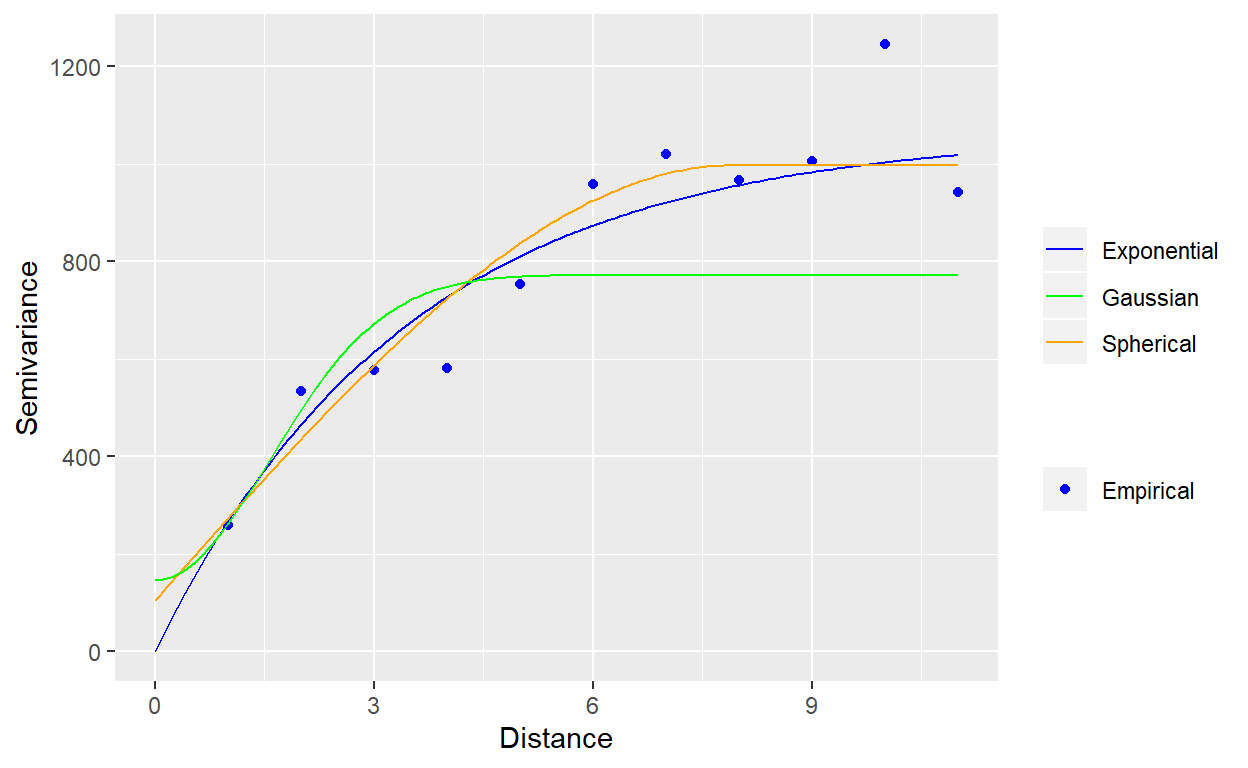 1200
800
400
0
Semivariance
0 3 6 9
Distance
Exponential
Gaussian
Spherical
Empirical